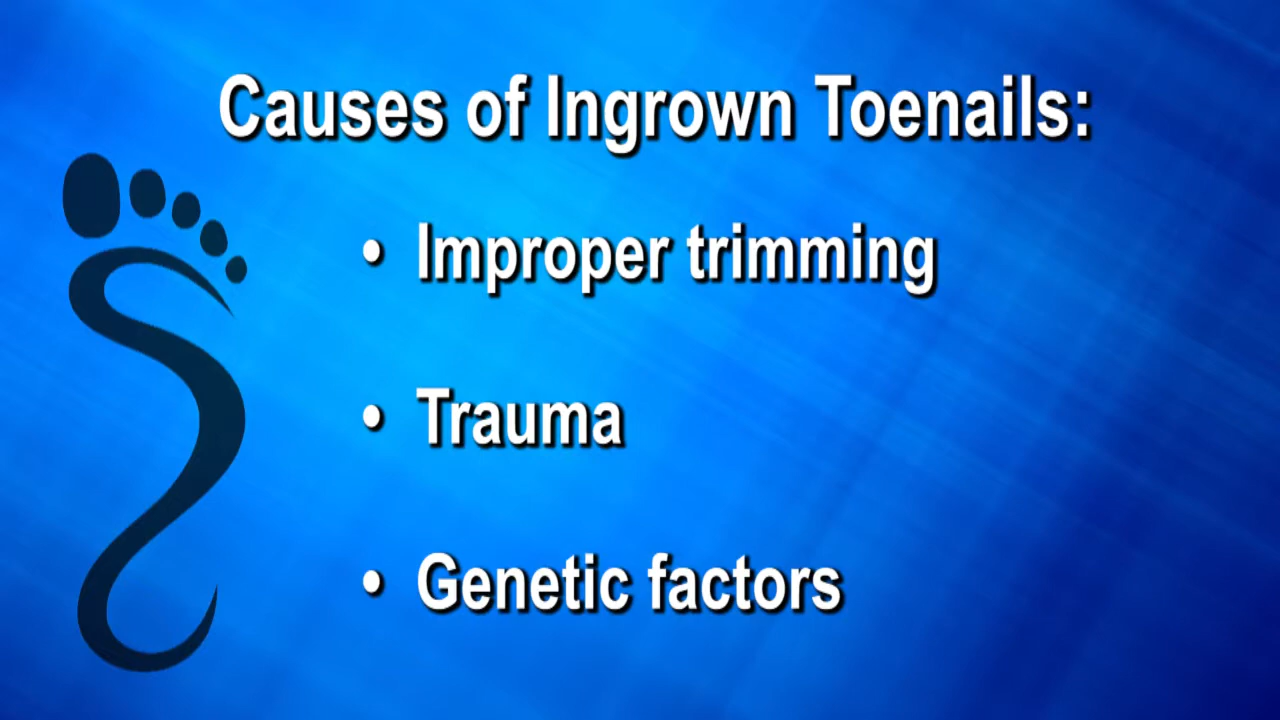 Causes of Ingrown Toenails:
• Improper trimming
• Trauma
• Genetic factors